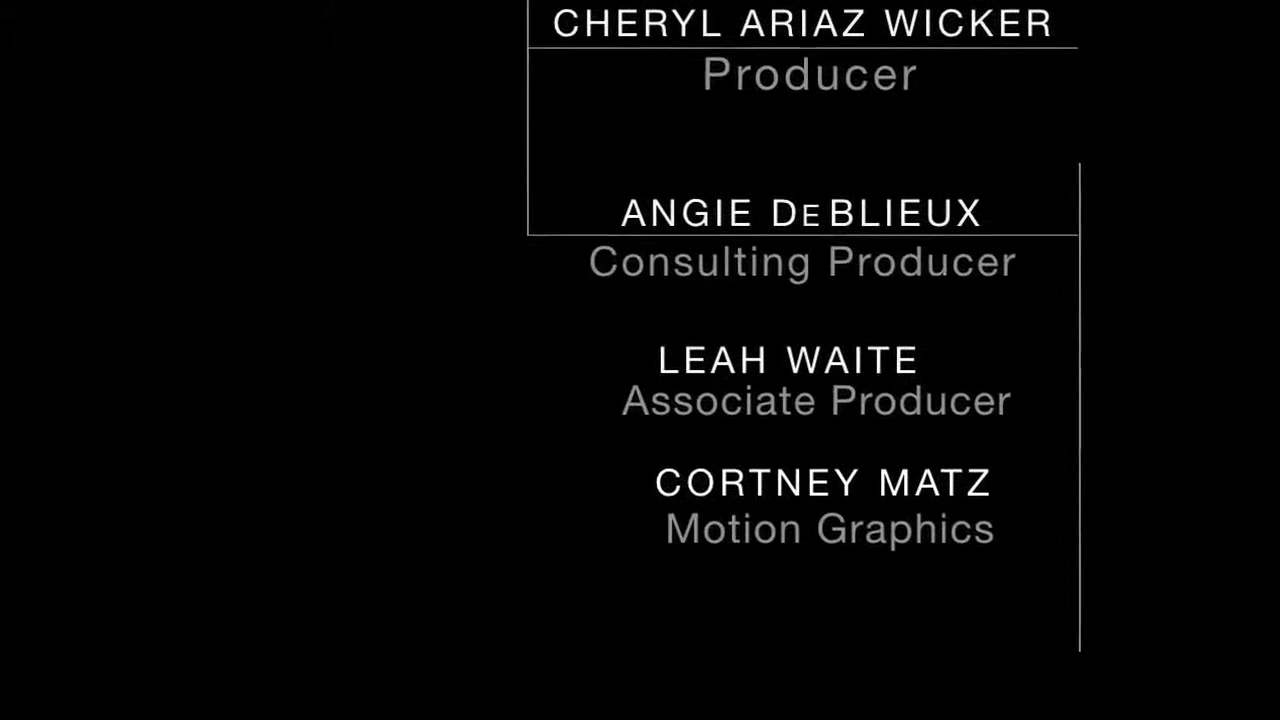 CHERYL ARIAZ WICKER
Producer
ANGIE DEBLIEUX
Consulting Producer
LEAH WAITE
Associate Producer
CORTNEY MATZ
Motion Graphics